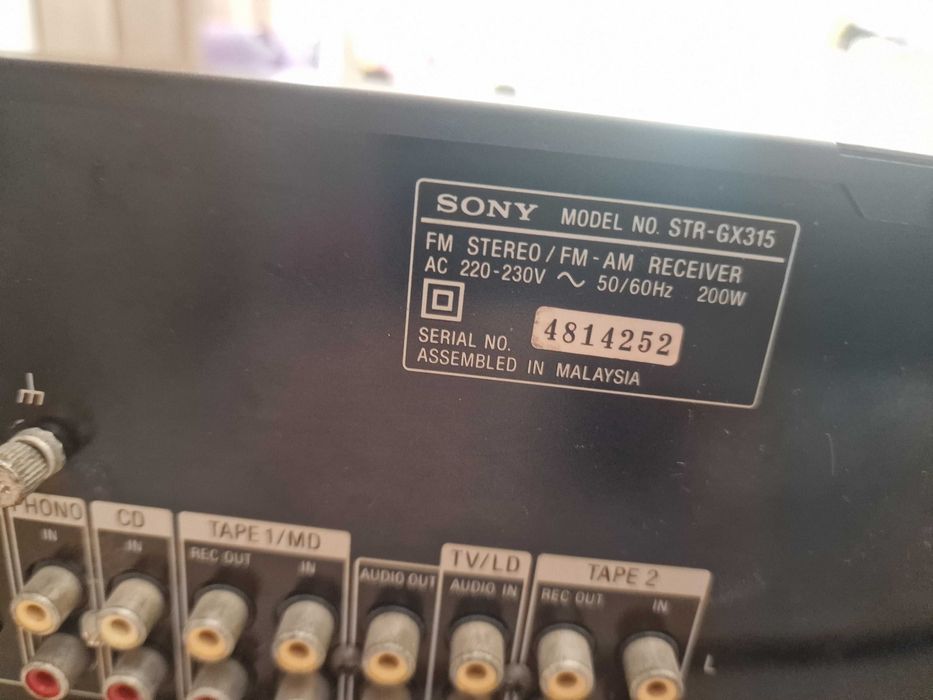 SONY MODEL NO. STR-GX315
FM STEREO / FM-AM RECEIVER
AC 220-230V ~ 50/60Hz 200W
SERIAL NO. 4814252
ASSEMBLED IN MALAYSIA
PHONO
IN
CD
IN
TAPE 1/MD
REC OUT IN
AUDIO OUT
TV/LD
AUDIO IN
TAPE 2
REC OUT IN
L